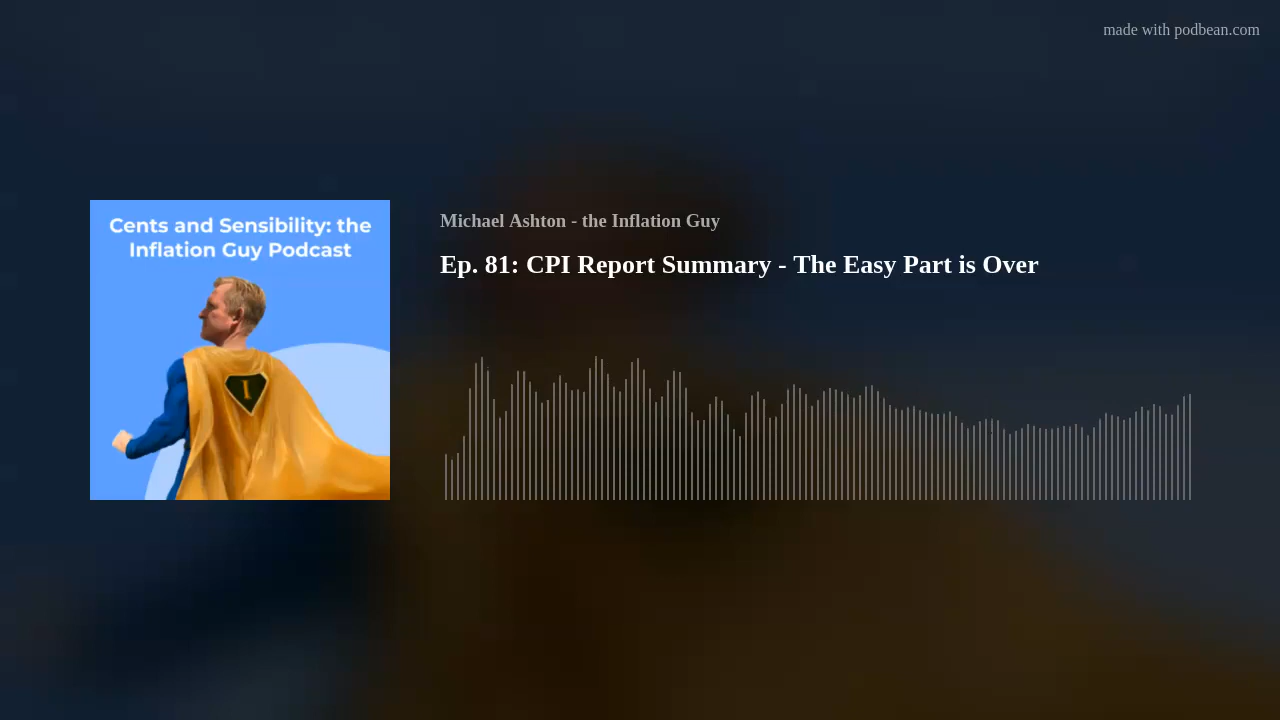 made with podbean.com
Cents and Sensibility: the
Inflation Guy Podcast
I
Michael Ashton - the Inflation Guy
Ep. 81: CPI Report Summary - The Easy Part is Over